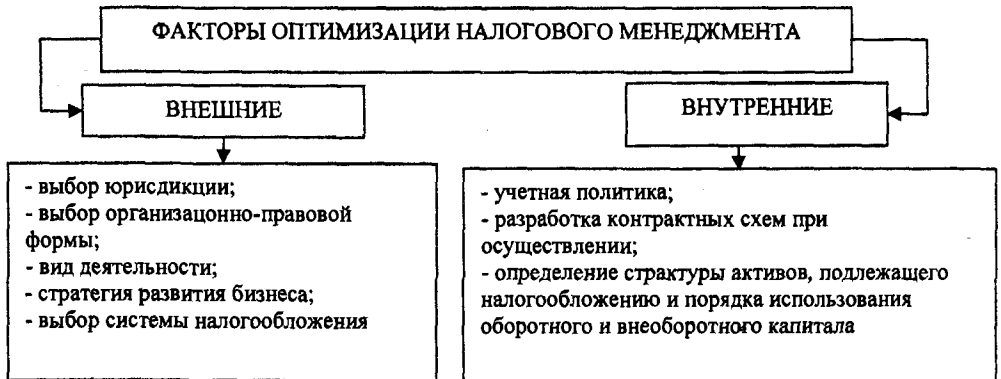 ФАКТОРЫ ОПТИМИЗАЦИИ НАЛОГОВОГО МЕНЕДЖМЕНТА
ВНЕШНИЕ
- выбор юрисдикции;
- выбор организацонно-правовой
формы;
- вид деятельности;
- стратегия развития бизнеса;
- выбор системы налогообложения
ВНУТРЕННИЕ
- учетная политика;
- разработка контрактных схем при
осуществлении;
- определение страктуры активов, подлежащего
налогообложению и порядка использования
оборотного и внеоборотного капитала